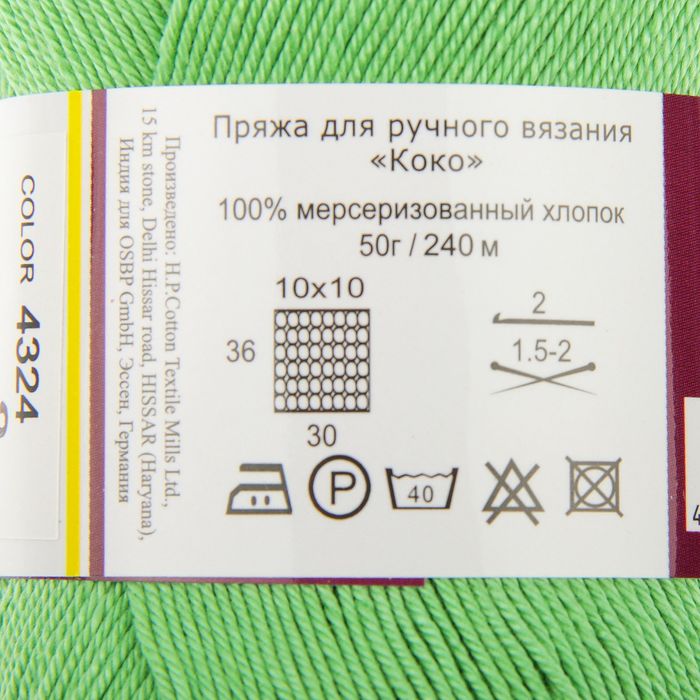 Пряжа для ручного вязания
«Коко»
100% мерсеризованный хлопок
50г / 240 м
10x10
36
30
2
1.5-2
P
40
Произведено: H.P.Cotton Textile Mills Ltd.,
15 km stone, Delhi Hissar road, HISSAR (Haryana),
Индия для OSBP GmbH, Эссен, Германия
COLOR 4324
4